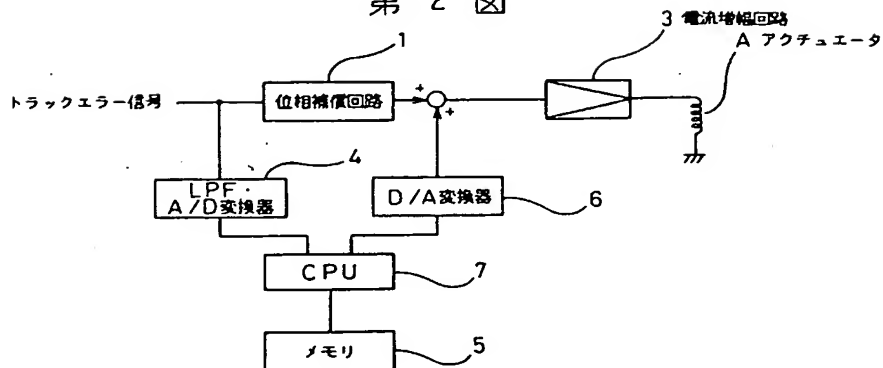 第 2 図
3 電流増幅回路
A アクチュエータ
1
トラックエラー信号
位相補償回路
+
+
4
LPF・
A/D変換器
D/A変換器
6
CPU
7
メモリ
5